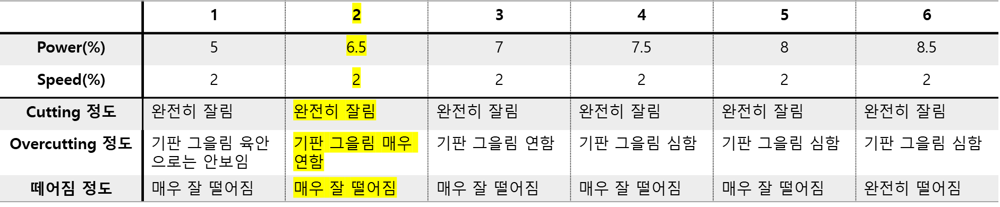 1 2 3 4 5 6
Power(%) 5 6.5 7 7.5 8 8.5
Speed(%) 2 2 2 2 2 2
Cutting 정도 완전히 잘림 완전히 잘림 완전히 잘림 완전히 잘림 완전히 잘림 완전히 잘림
Overcutting 정도 기판 그을림 육안 기판 그을림 매우 기판 그을림 연함 기판 그을림 심함 기판 그을림 심함 기판 그을림 심함
으로는 안보임 연함
떼어짐 정도 매우 잘 떨어짐 매우 잘 떨어짐 매우 잘 떨어짐 매우 잘 떨어짐 매우 잘 떨어짐 완전히 떨어짐